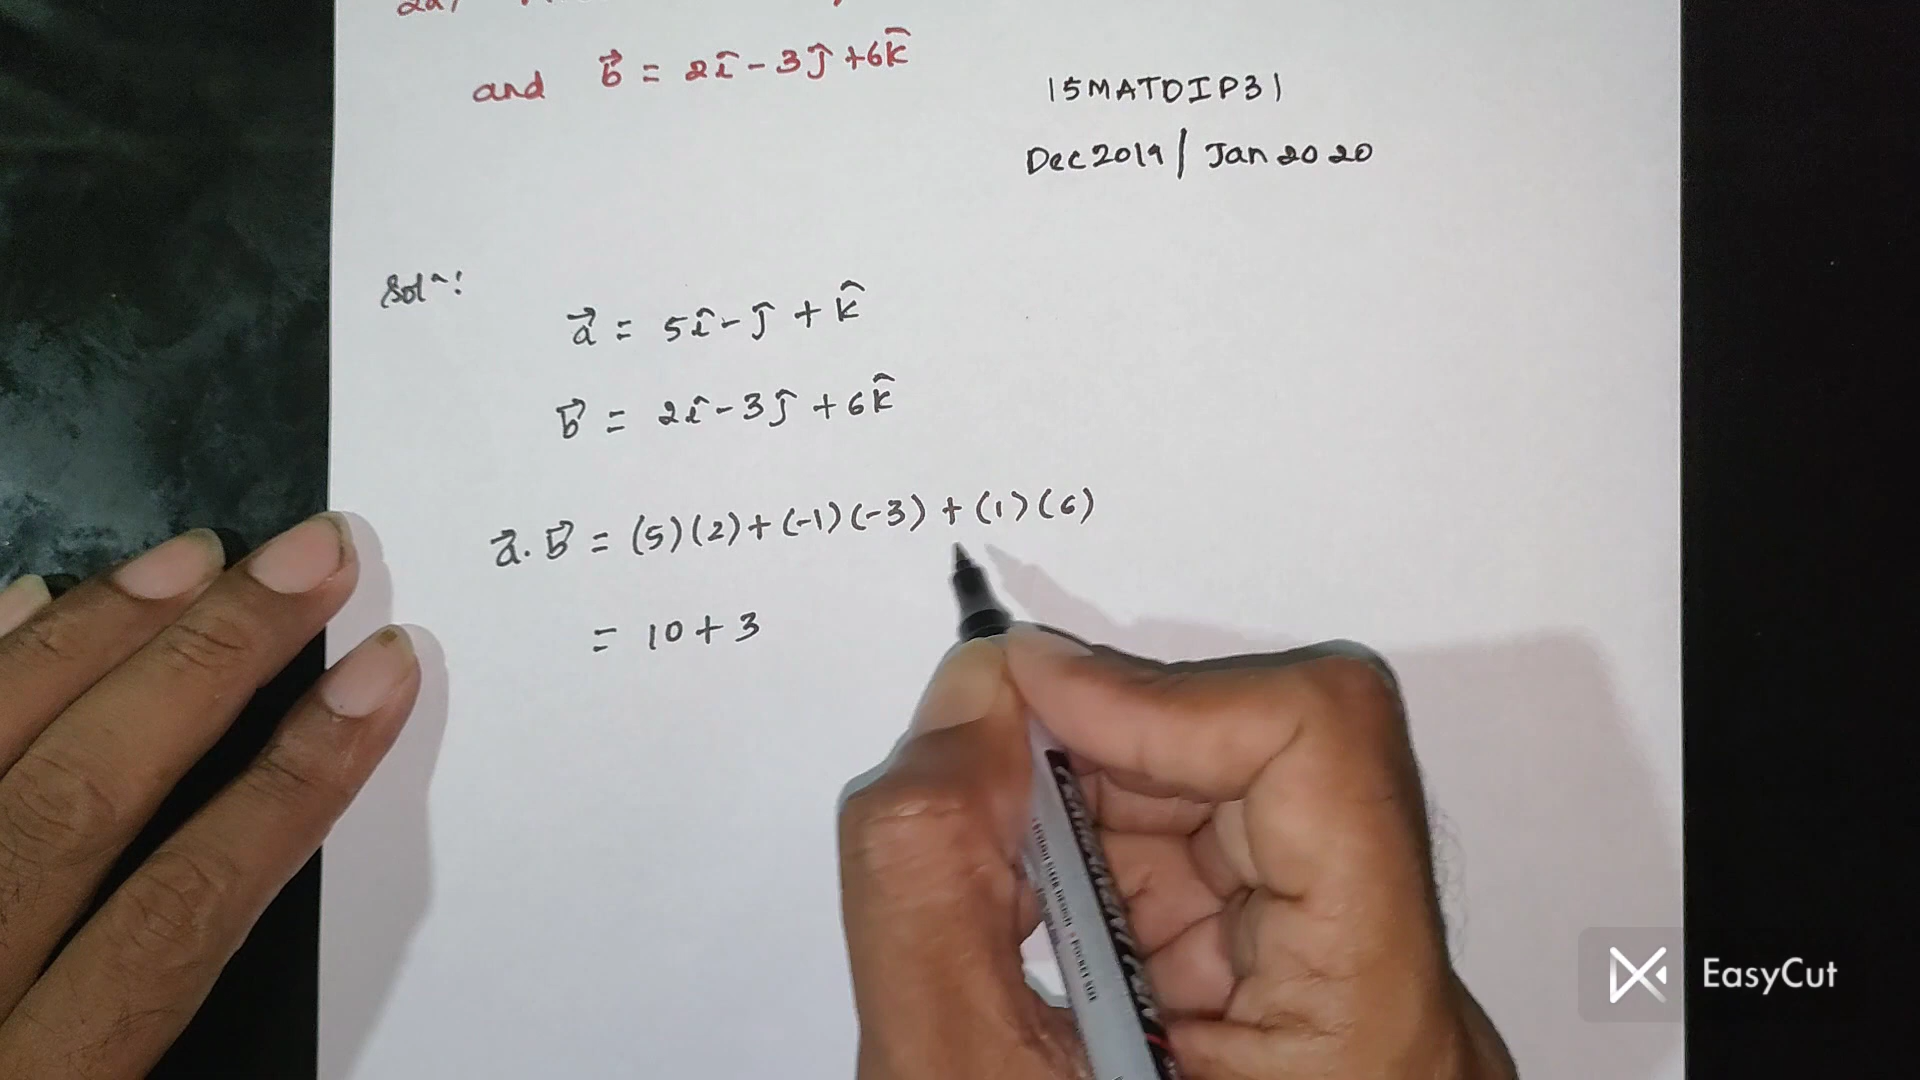 and b⃗ = 2î - 3ĵ + 6k̂
15MATDIP31
Dec 2019 / Jan 2020
Solⁿ:
a⃗ = 5î - ĵ + k̂
b⃗ = 2î - 3ĵ + 6k̂
a⃗ . b⃗ = (5)(2) + (-1)(-3) + (1)(6)
= 10 + 3
EasyCut